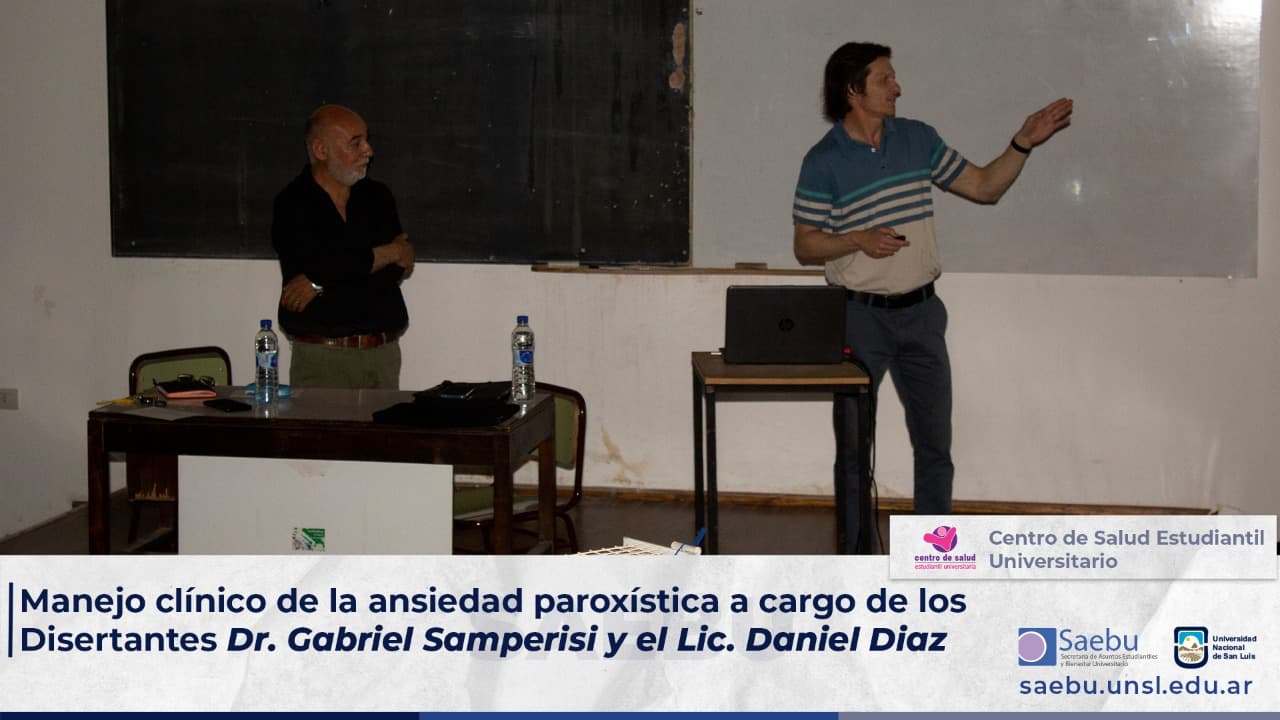 hp
centro de salud
estudiantil universitaria
Centro de Salud Estudiantil
Universitario
Manejo clínico de la ansiedad paroxística a cargo de los
Disertantes Dr. Gabriel Samperisi y el Lic. Daniel Diaz
Saebu
Secretaría de Asuntos Estudiantiles
y Bienestar Universitario
Universidad
Nacional
de San Luis
saebu.unsl.edu.ar